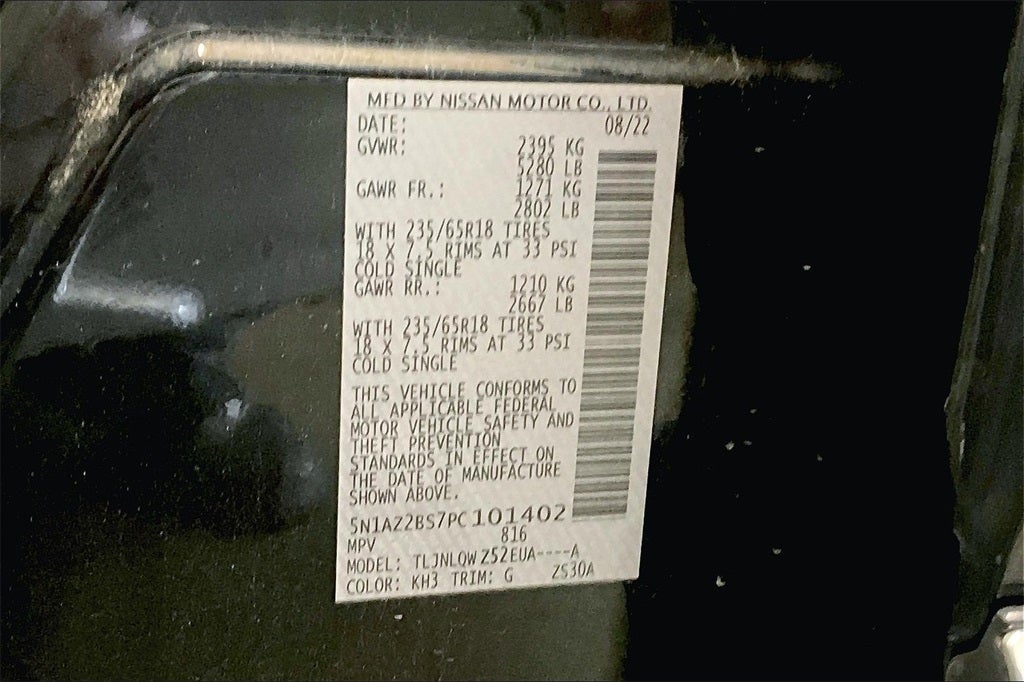 MFD BY NISSAN MOTOR CO., LTD.
DATE: 08/22
GVWR: 2395 KG
5280 LB
GAWR FR.: 1271 KG
2802 LB
WITH 235/65R18 TIRES
18 X 7.5 RIMS AT 33 PSI
COLD SINGLE
GAWR RR.: 1210 KG
2667 LB
WITH 235/65R18 TIRES
18 X 7.5 RIMS AT 33 PSI
COLD SINGLE
THIS VEHICLE CONFORMS TO
ALL APPLICABLE FEDERAL
MOTOR VEHICLE SAFETY AND
THEFT PREVENTION
STANDARDS IN EFFECT ON
THE DATE OF MANUFACTURE
SHOWN ABOVE.
5N1AZ2BS7PC101402
MPV 816
MODEL: TLJNLQWZ52EUA----A
COLOR: KH3 TRIM: G ZS30A